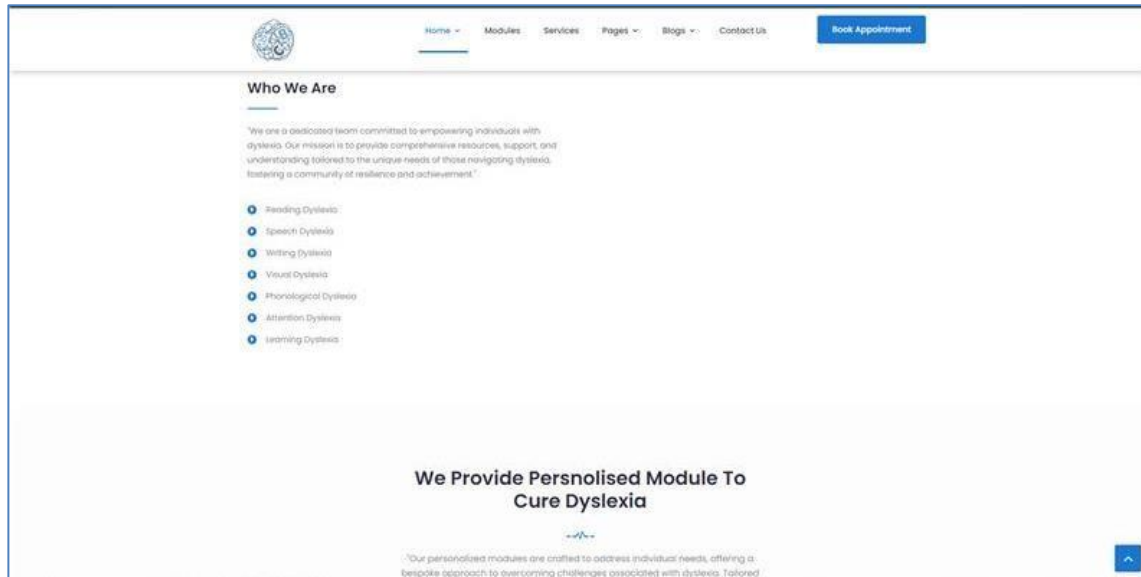 Home Modules Services Pages Blogs Contact Us Book Appointment
Who We Are
"We are a dedicated team committed to empowering individuals with
dyslexia. Our mission is to provide comprehensive resources, support, and
understanding tailored to the unique needs of those navigating dyslexia,
fostering a community of resilience and achievement."
Reading Dyslexia
Speech Dyslexia
Writing Dyslexia
Visual Dyslexia
Phonological Dyslexia
Attention Dyslexia
Learning Dyslexia
We Provide Persnolised Module To
Cure Dyslexia
"Our personalized modules are crafted to address individual needs, offering a
bespoke approach to overcoming challenges associated with dyslexia. Tailored